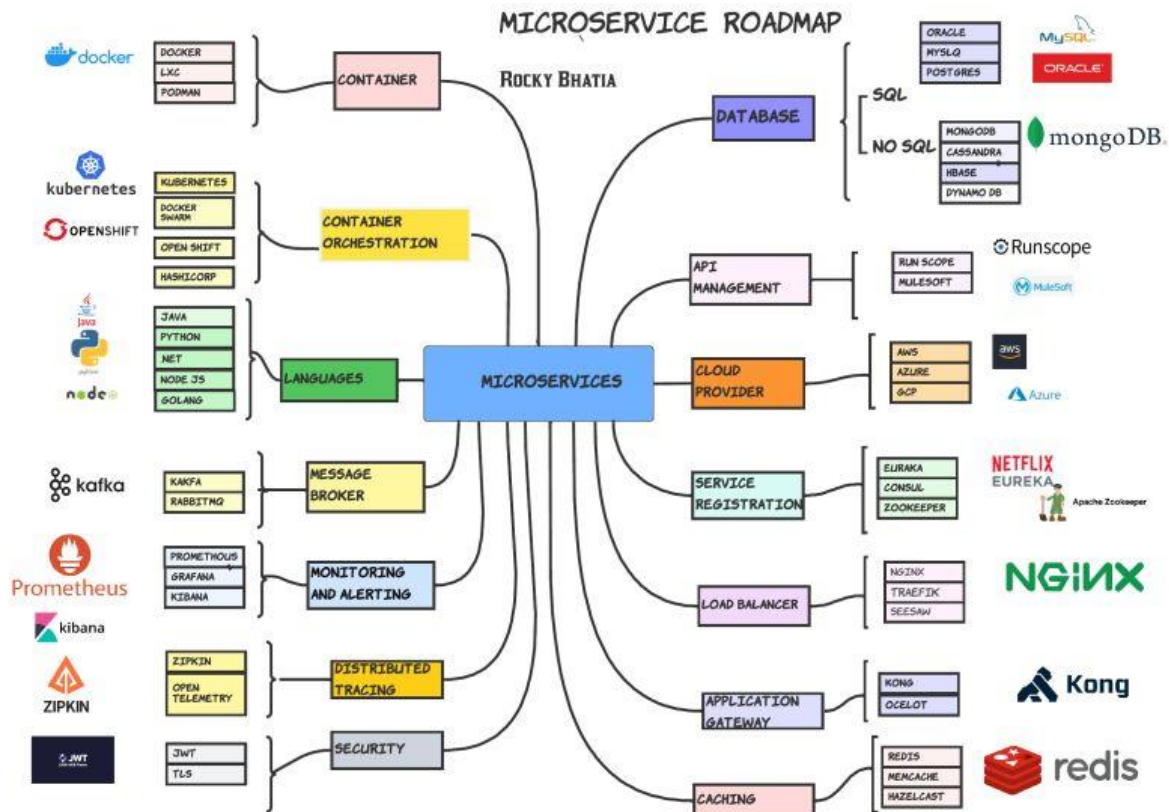 MICROSERVICE ROADMAP
ROCKY BHATIA
docker
DOCKER
LXC
PODMAN
CONTAINER
kubernetes
OPENSHIFT
KUBERNETES
DOCKER
SWARM
OPEN SHIFT
HASHICORP
CONTAINER
ORCHESTRATION
Java
python
node
JAVA
PYTHON
NET
NODE JS
GOLANG
LANGUAGES
MICROSERVICES
kafka
KAKFA
RABBITMQ
MESSAGE
BROKER
Prometheus
kibana
PROMETHOUS
GRAFANA
KIBANA
MONITORING
AND ALERTING
ZIPKIN
ZIPKIN
OPEN
TELEMETRY
DISTRIBUTED
TRACING
JWT
JWT
TLS
SECURITY
DATABASE
SQL
NO SQL
ORACLE
MYSLQ
POSTGRES
MySQL
ORACLE
MONGODB
CASSANDRA
HBASE
DYNAMO DB
mongoDB
API
MANAGEMENT
RUN SCOPE
MULESOFT
Runscope
MuleSoft
CLOUD
PROVIDER
AWS
AZURE
GCP
aws
Azure
SERVICE
REGISTRATION
EURAKA
CONSUL
ZOOKEEPER
NETFLIX
EUREKA
Apache Zookeeper
LOAD BALANCER
NGINX
TRAEFIK
SEESAW
NGINX
APPLICATION
GATEWAY
KONG
OCELOT
Kong
CACHING
REDIS
MEMCACHE
HAZELCAST
redis